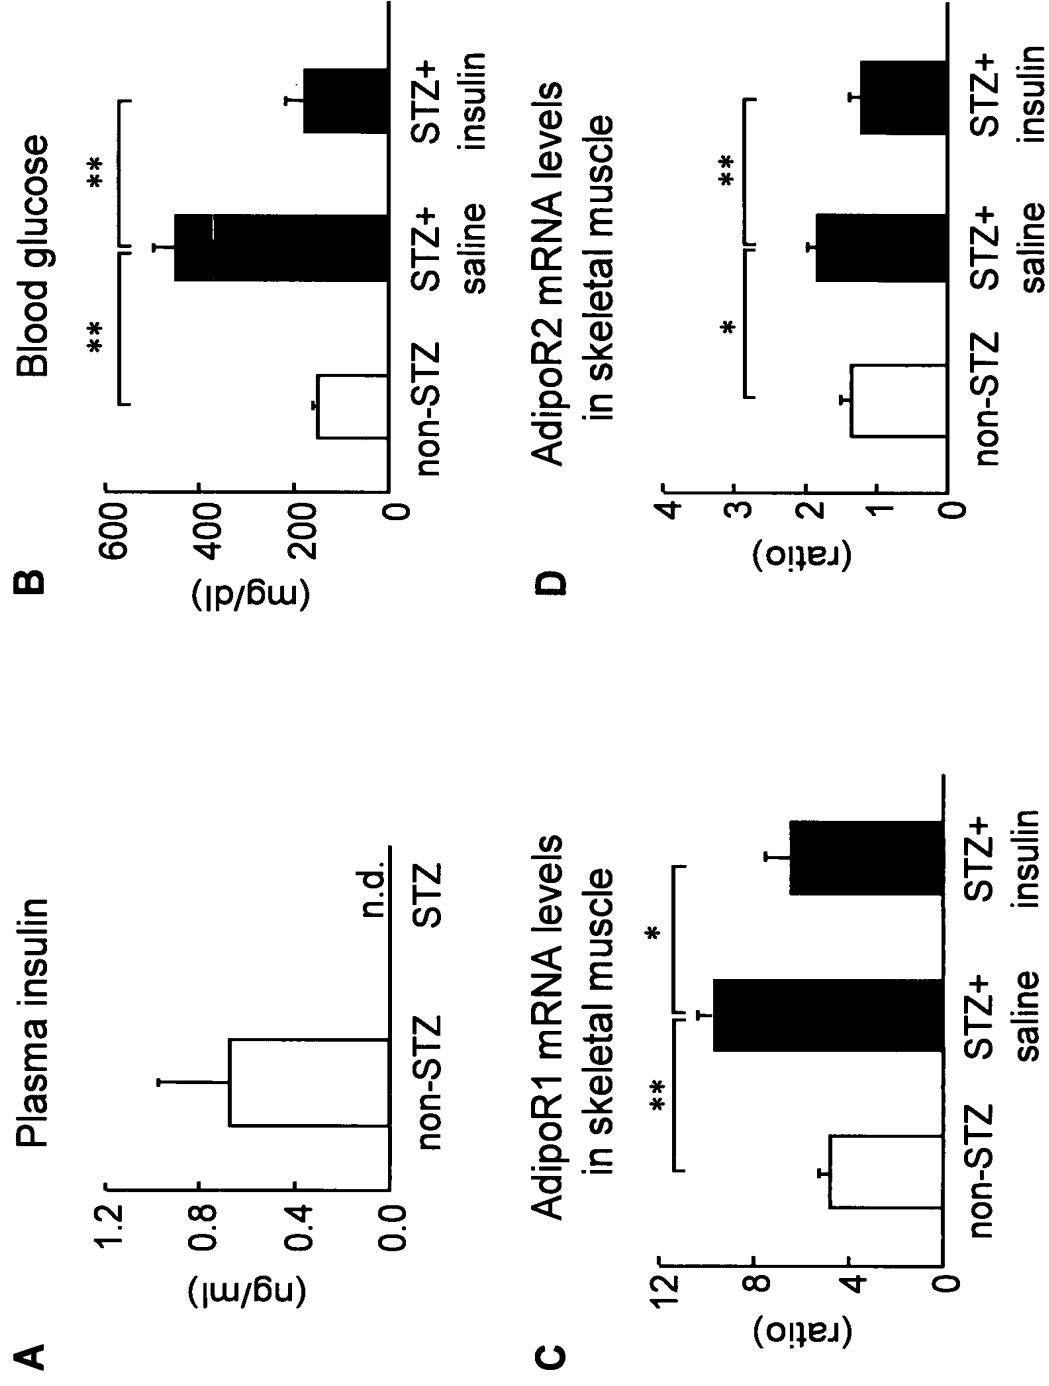 A
Plasma insulin
(ng/ml)
1.2
0.8
0.4
0.0
n.d.
non-STZ
STZ
B
Blood glucose
(mg/dl)
600
400
200
0
**
**
non-STZ
STZ+
saline
STZ+
insulin
C
AdipoR1 mRNA levels
in skeletal muscle
(ratio)
12
8
4
0
**
*
non-STZ
STZ+
saline
STZ+
insulin
D
AdipoR2 mRNA levels
in skeletal muscle
(ratio)
4
3
2
1
0
*
**
non-STZ
STZ+
saline
STZ+
insulin